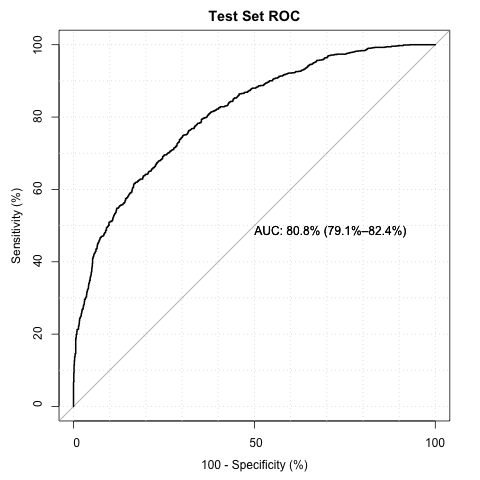 Test Set ROC
Sensitivity (%)
100
80
60
40
20
0
AUC: 80.8% (79.1%–82.4%)
0 50 100
100 - Specificity (%)